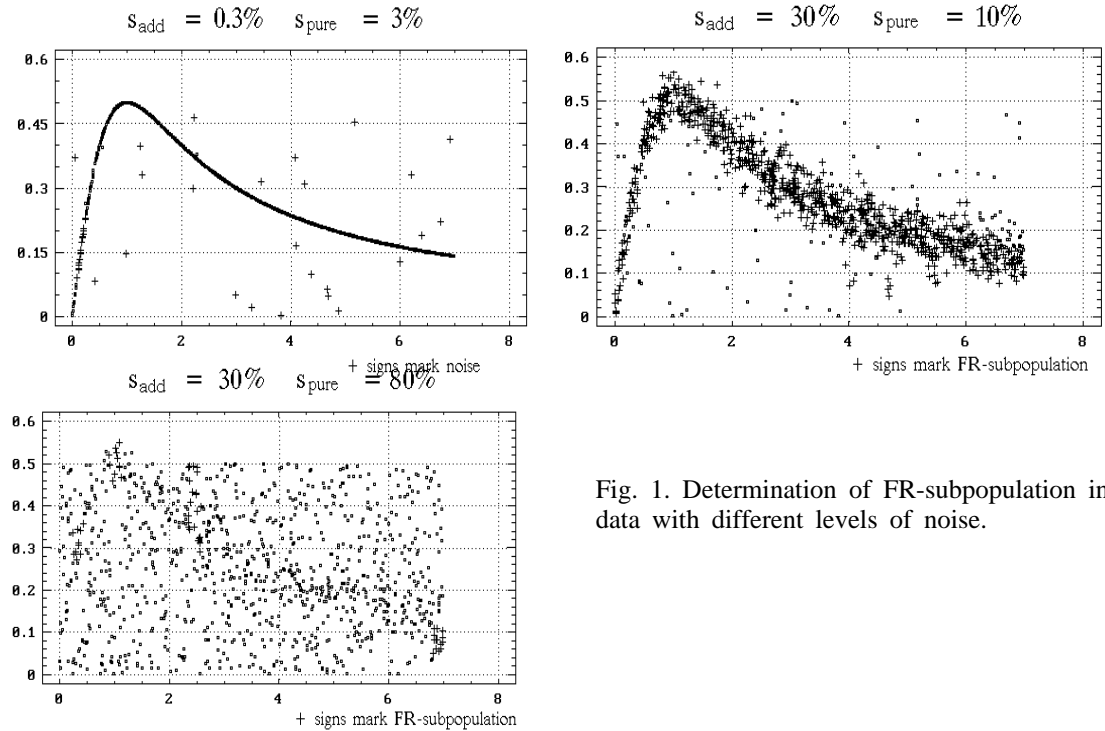 s_add = 0.3% s_pure = 3%
0.6
0.45
0.3
0.15
0
0 2 4 6 8
+ signs mark noise
s_add = 30% s_pure = 10%
0.6
0.5
0.4
0.3
0.2
0.1
0
0 2 4 6 8
+ signs mark FR-subpopulation
s_add = 30% s_pure = 80%
0.6
0.5
0.4
0.3
0.2
0.1
0
0 2 4 6 8
+ signs mark FR-subpopulation
Fig. 1. Determination of FR-subpopulation in
data with different levels of noise.